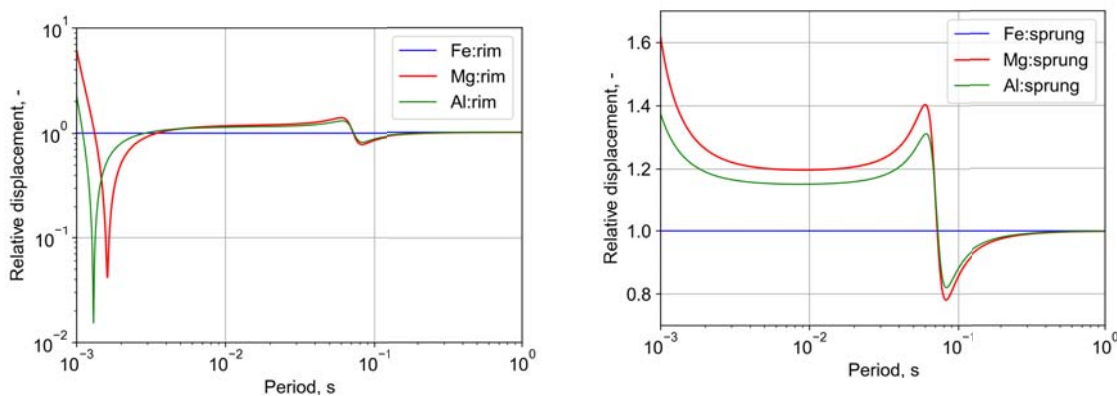 10¹
10⁰
10⁻¹
10⁻²
Relative displacement, -
Fe:rim
Mg:rim
Al:rim
10⁻³
10⁻²
10⁻¹
10⁰
Period, s
1.6
1.4
1.2
1.0
0.8
Relative displacement, -
Fe:sprung
Mg:sprung
Al:sprung
10⁻³
10⁻²
10⁻¹
10⁰
Period, s